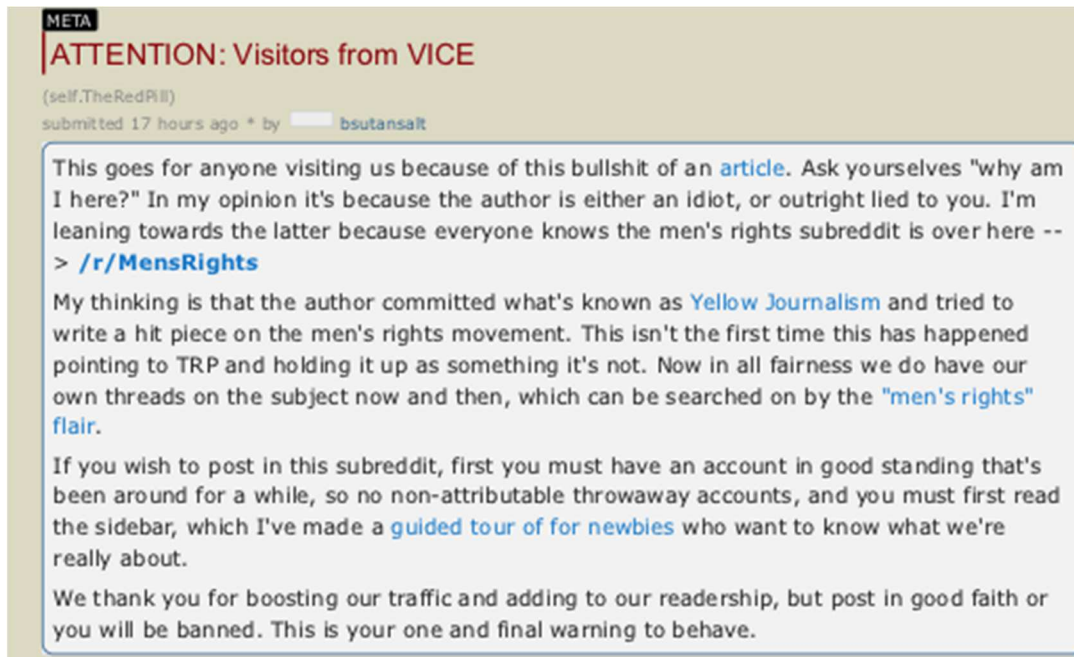 META
ATTENTION: Visitors from VICE
(self.TheRedPill)
submitted 17 hours ago * by bsutansalt
This goes for anyone visiting us because of this bullshit of an article. Ask yourselves "why am
I here?" In my opinion it's because the author is either an idiot, or outright lied to you. I'm
leaning towards the latter because everyone knows the men's rights subreddit is over here --
> /r/MensRights
My thinking is that the author committed what's known as Yellow Journalism and tried to
write a hit piece on the men's rights movement. This isn't the first time this has happened
pointing to TRP and holding it up as something it's not. Now in all fairness we do have our
own threads on the subject now and then, which can be searched on by the "men's rights"
flair.
If you wish to post in this subreddit, first you must have an account in good standing that's
been around for a while, so no non-attributable throwaway accounts, and you must first read
the sidebar, which I've made a guided tour of for newbies who want to know what we're
really about.
We thank you for boosting our traffic and adding to our readership, but post in good faith or
you will be banned. This is your one and final warning to behave.